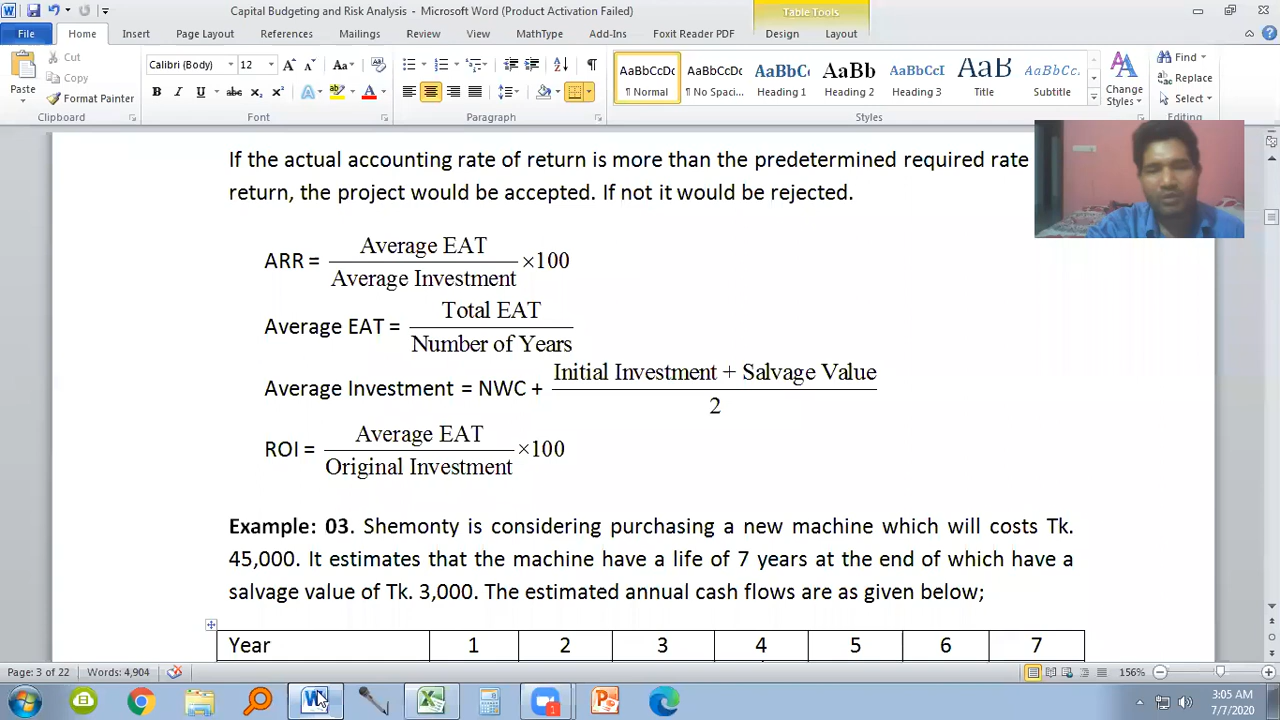 Capital Budgeting and Risk Analysis - Microsoft Word (Product Activation Failed)
Table Tools
File Home Insert Page Layout References Mailings Review View MathType Add-Ins Foxit Reader PDF Design Layout
Paste
Cut
Copy
Format Painter
Clipboard
Calibri (Body) 12
Font
Paragraph
AaBbCcDc AaBbCcDc AaBbC AaBb AaBbCcI AaB AaBbCcDc
¶ Normal ¶ No Spaci... Heading 1 Heading 2 Heading 3 Title Subtitle
Styles
Change Styles
Find
Replace
Select
Editing
If the actual accounting rate of return is more than the predetermined required rate
return, the project would be accepted. If not it would be rejected.
ARR = Average EAT / Average Investment ×100
Average EAT = Total EAT / Number of Years
Average Investment = NWC + Initial Investment + Salvage Value / 2
ROI = Average EAT / Original Investment ×100
Example: 03. Shemonty is considering purchasing a new machine which will costs Tk.
45,000. It estimates that the machine have a life of 7 years at the end of which have a
salvage value of Tk. 3,000. The estimated annual cash flows are as given below;
Year 1 2 3 4 5 6 7
Page: 3 of 22 Words: 4,904 156%
3:05 AM
7/7/2020